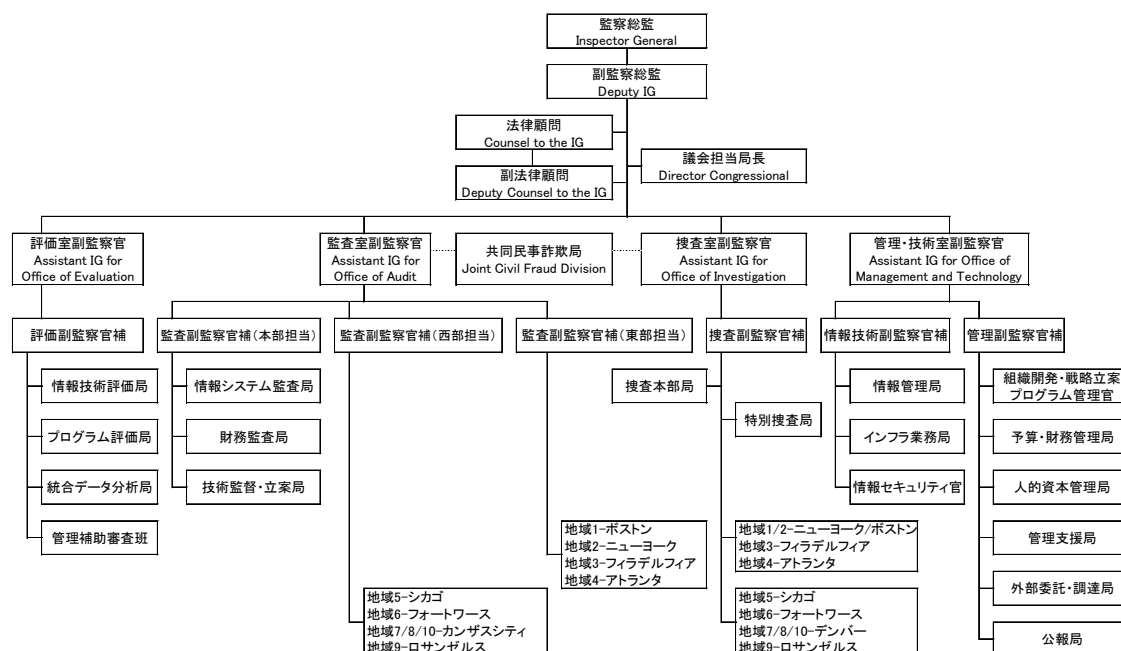 監察総監
Inspector General
副監察総監
Deputy IG
法律顧問
Counsel to the IG
議会担当局長
Director Congressional
副法律顧問
Deputy Counsel to the IG
評価室副監察官
Assistant IG for
Office of Evaluation
監査室副監察官
Assistant IG for
Office of Audit
共同民事詐欺局
Joint Civil Fraud Division
捜査室副監察官
Assistant IG for
Office of Investigation
管理・技術室副監察官
Assistant IG for Office of
Management and Technology
評価副監察官補
監査副監察官補(本部担当)
監査副監察官補(西部担当)
監査副監察官補(東部担当)
捜査副監察官補
情報技術副監察官補
管理副監察官補
情報技術評価局
プログラム評価局
統合データ分析局
管理補助審査班
情報システム監査局
財務監査局
技術監督・立案局
地域5-シカゴ
地域6-フォートワース
地域7/8/10-カンザスシティ
地域9-ロサンゼルス
地域1-ボストン
地域2-ニューヨーク
地域3-フィラデルフィア
地域4-アトランタ
捜査本部局
特別捜査局
地域1/2-ニューヨーク/ボストン
地域3-フィラデルフィア
地域4-アトランタ
地域5-シカゴ
地域6-フォートワース
地域7/8/10-デンバー
地域9-ロサンゼルス
情報管理局
インフラ業務局
情報セキュリティ官
組織開発・戦略立案
プログラム管理官
予算・財務管理局
人的資本管理局
管理支援局
外部委託・調達局
公報局